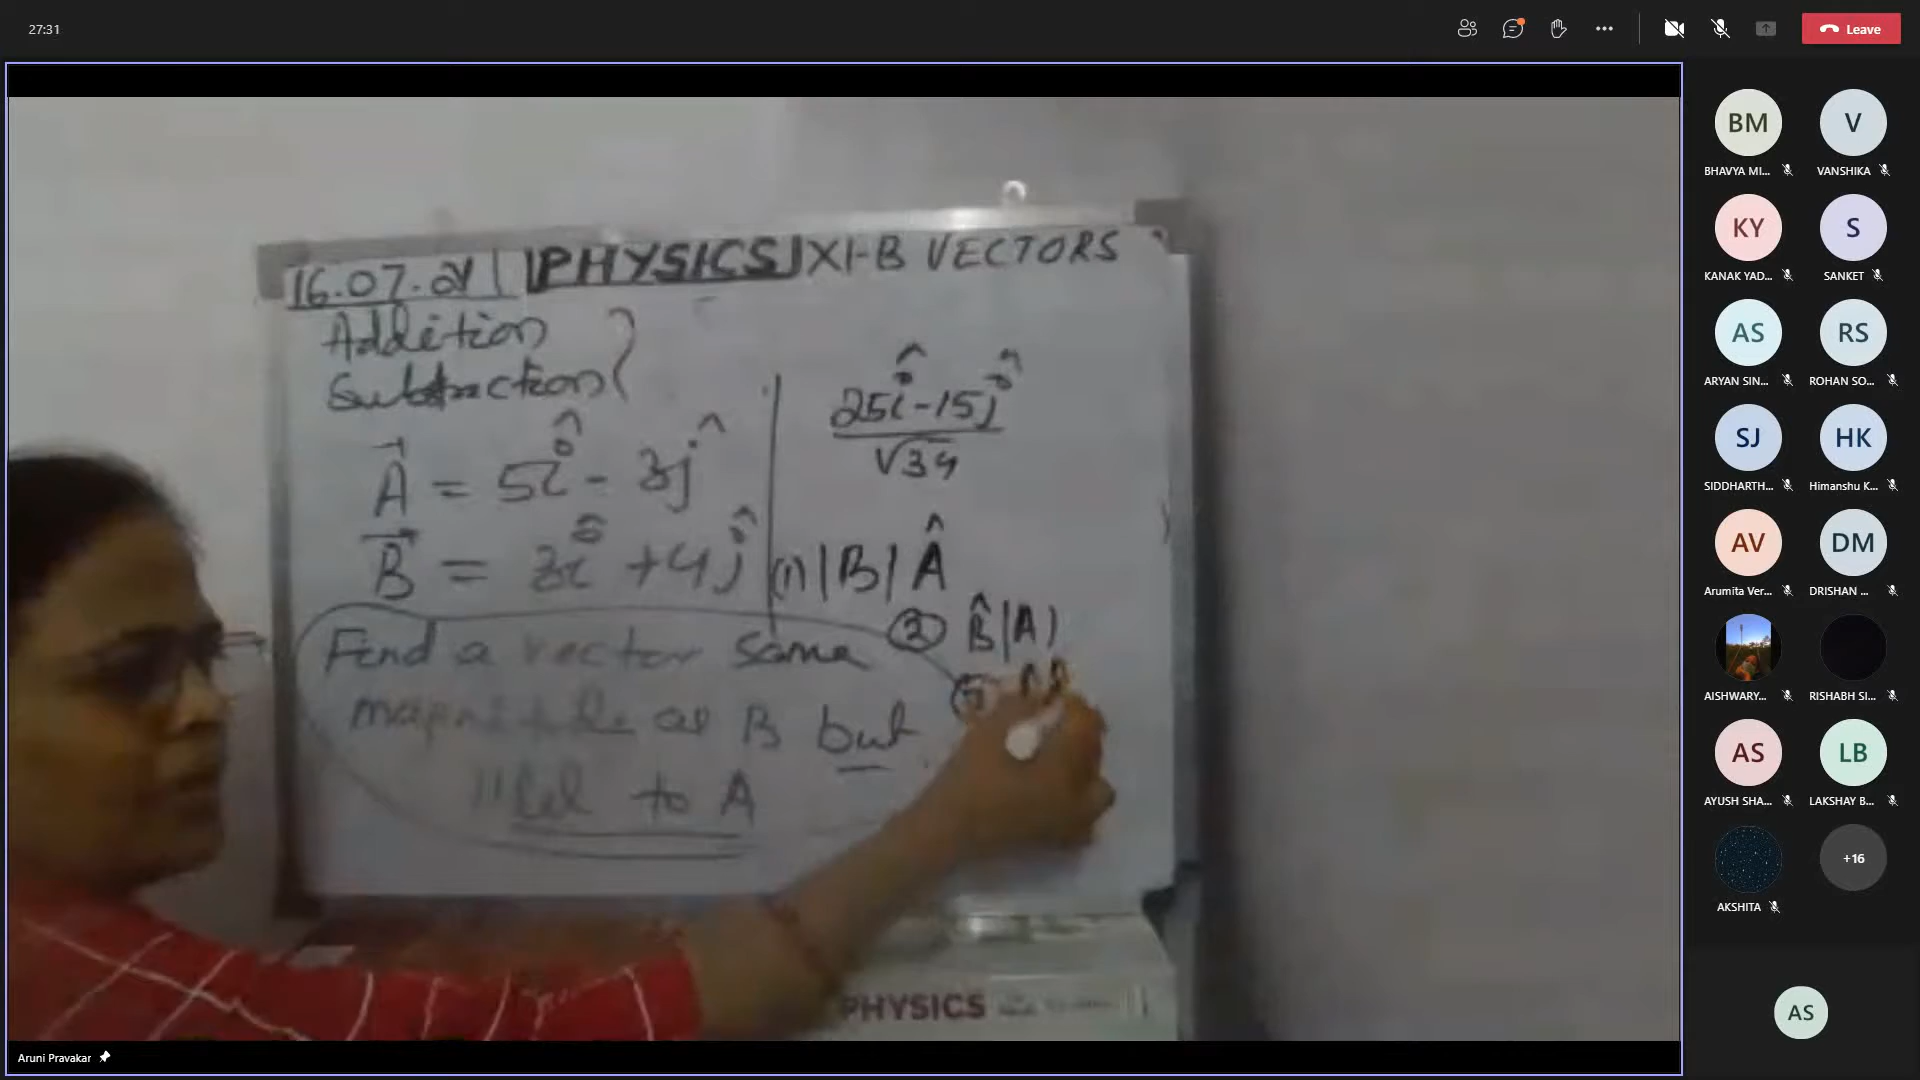 27:31
Leave
16.07.21 PHYSICS XI-B VECTORS
Addition
Substraction
A⃗ = 5î - 3ĵ
B⃗ = 3î + 4ĵ
25î - 15ĵ
√34
(1) |B| Â
(2) B̂ |A|
Find a vector same
magnitude as B but
llel to A
PHYSICS
Aruni Pravakar
BM
BHAVYA MI...
V
VANSHIKA
KY
KANAK YAD...
S
SANKET
AS
ARYAN SIN...
RS
ROHAN SO...
SJ
SIDDHARTH...
HK
Himanshu K...
AV
Arumita Ver...
DM
DRISHAN ...
AISHWARY...
RISHABH SI...
AS
AYUSH SHA...
LB
LAKSHAY B...
AKSHITA
+16
AS